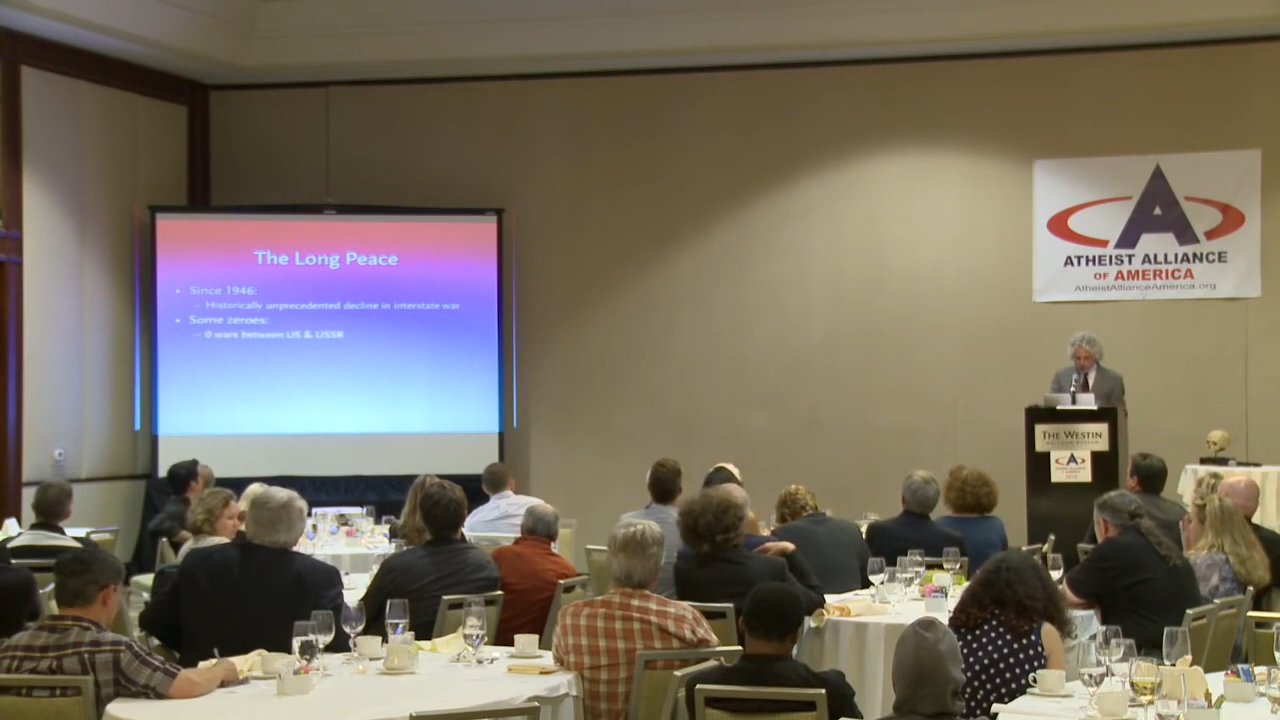 The Long Peace
• Since 1946:
– Historically unprecedented decline in interstate war
• Some zeroes:
– 0 wars between US & USSR
A
ATHEIST ALLIANCE
OF AMERICA
AtheistAllianceAmerica.org
THE WESTIN
A